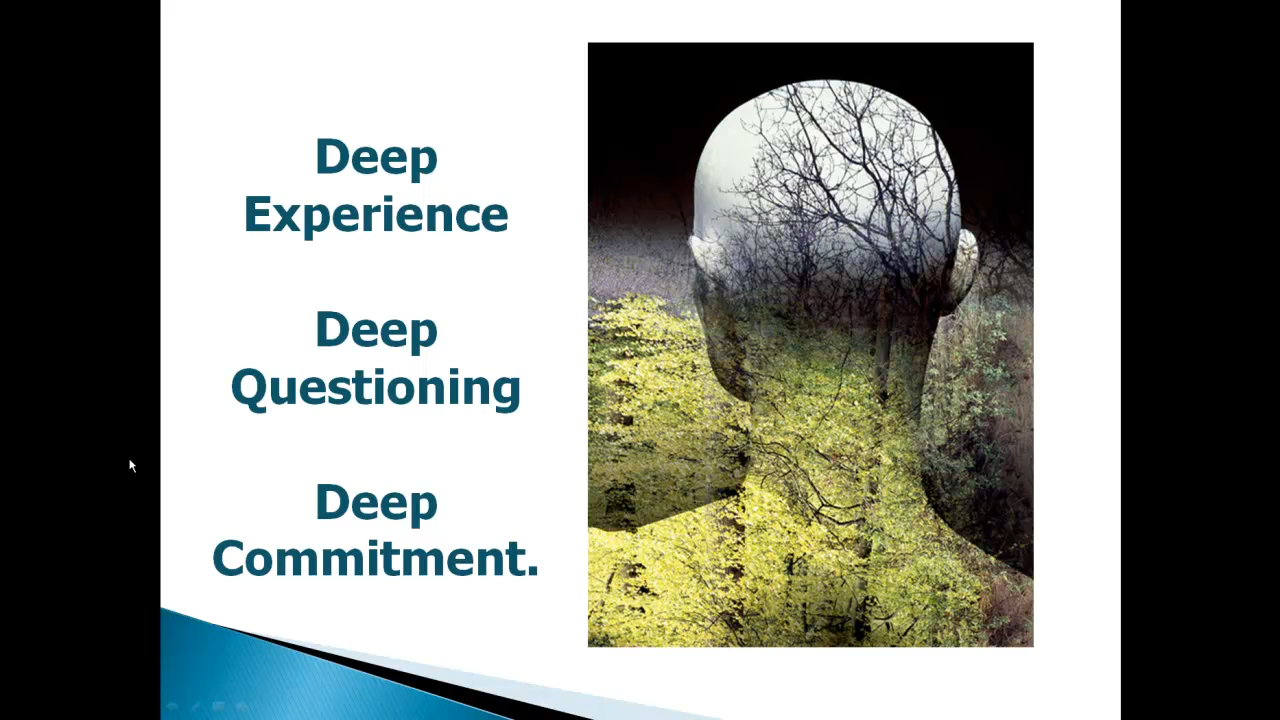 Deep
Experience
Deep
Questioning
Deep
Commitment.